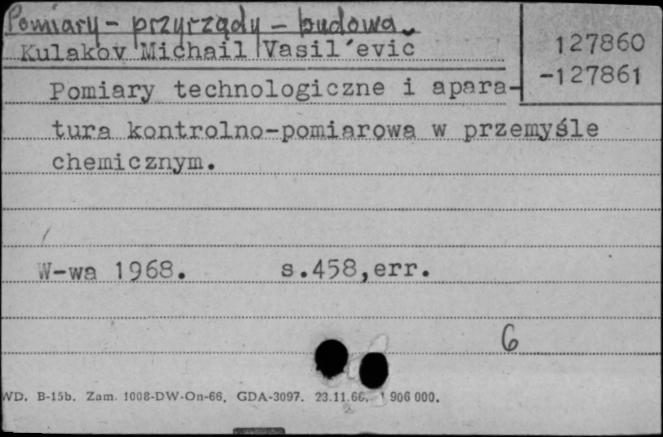 Pomiary - przyrządy - budowa
Kulakov Michail Vasil'evič
127860
-127861
Pomiary technologiczne i apara-
tura kontrolno-pomiarowa w przemyśle
chemicznym.
W-wa 1968. s.458,err.
6
WD. B-15b. Zam. 1008-DW-On-66. GDA-3097. 23.11.66. 906 000.